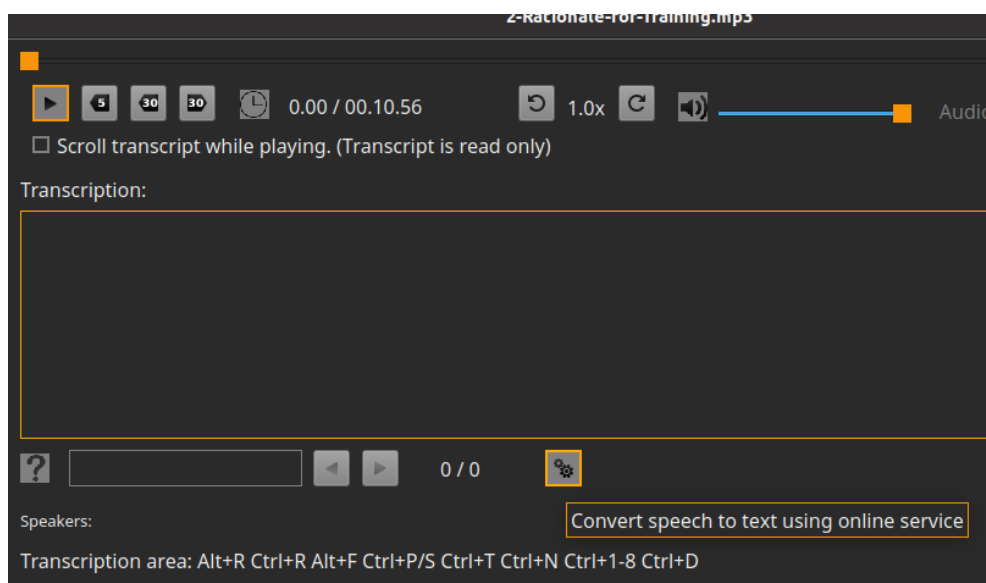 2-Rationale-for-Training.mp3
5 30 30 0.00 / 00.10.56 1.0x Audio
Scroll transcript while playing. (Transcript is read only)
Transcription:
? 0 / 0
Speakers:
Convert speech to text using online service
Transcription area: Alt+R Ctrl+R Alt+F Ctrl+P/S Ctrl+T Ctrl+N Ctrl+1-8 Ctrl+D